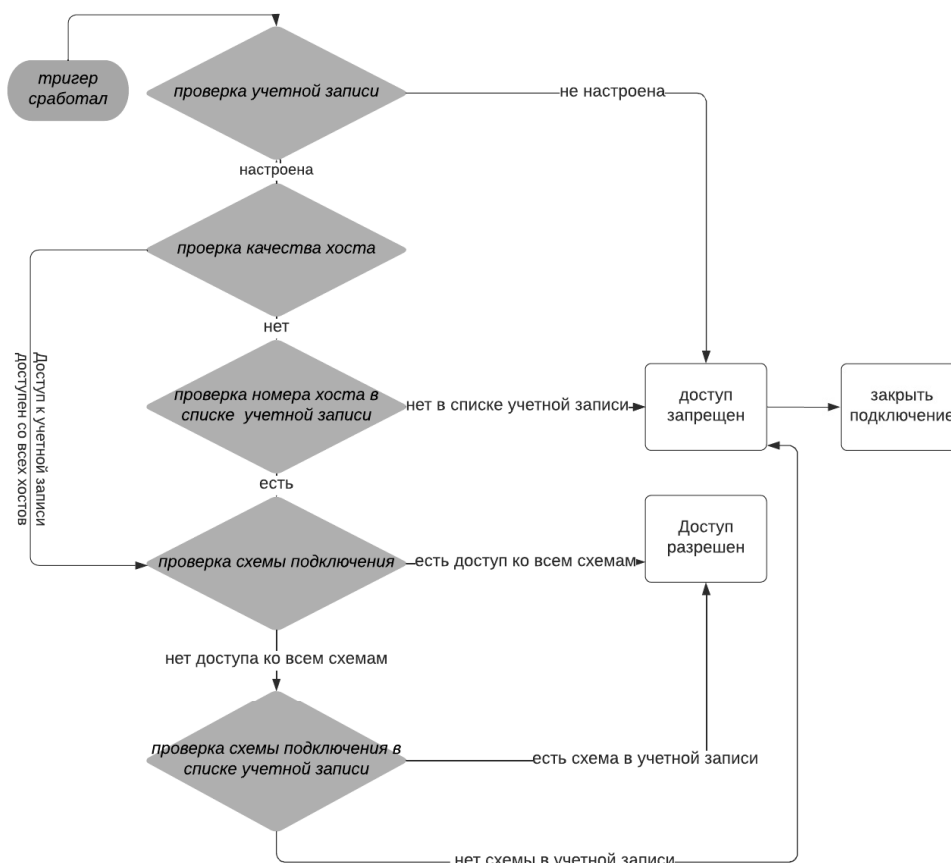 тригер
сработал
проверка учетной записи
не настроена
настроена
проерка качества хоста
нет
Доступ к учетной записи
доступен со всех хостов
проверка номера хоста в
списке учетной записи
нет в списке учетной записи
доступ
запрещен
закрыть
подключение
есть
проверка схемы подключения
есть доступ ко всем схемам
Доступ
разрешен
нет доступа ко всем схемам
проверка схемы подключения в
списке учетной записи
есть схема в учетной записи
нет схемы в учетной записи